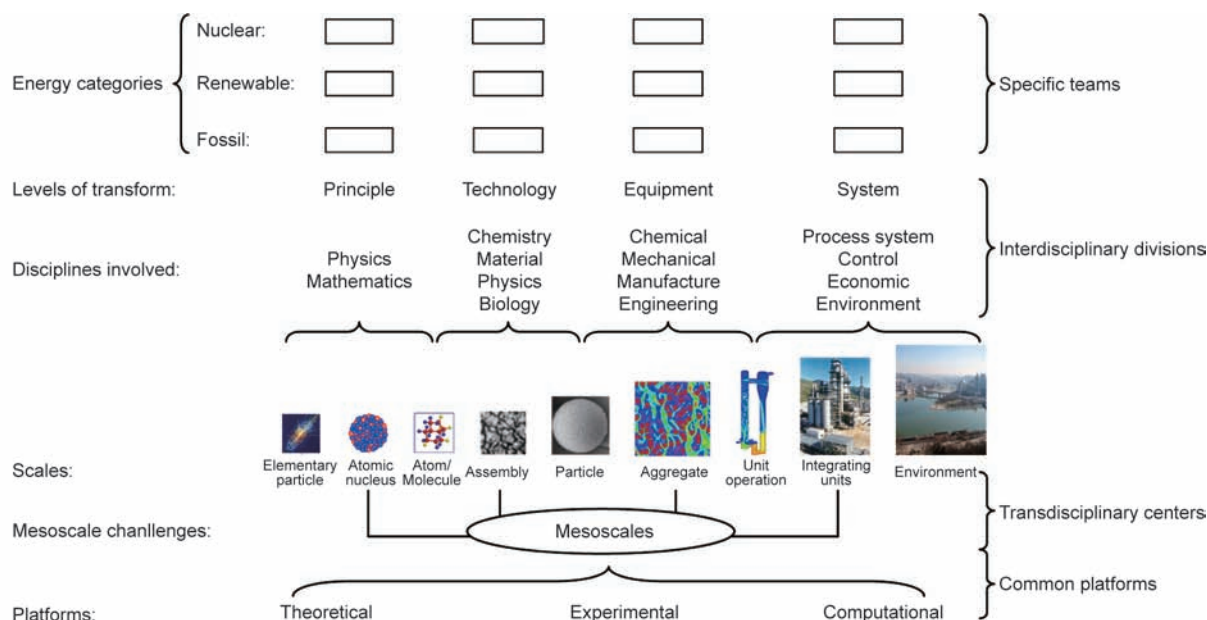 Nuclear:
Energy categories
Renewable:
Specific teams
Fossil:
Levels of transform:
Principle
Technology
Equipment
System
Disciplines involved:
Physics
Mathematics
Chemistry
Material
Physics
Biology
Chemical
Mechanical
Manufacture
Engineering
Process system
Control
Economic
Environment
Interdisciplinary divisions
Scales:
Elementary
particle
Atomic
nucleus
Atom/
Molecule
Assembly
Particle
Aggregate
Unit
operation
Integrating
units
Environment
Transdisciplinary centers
Mesoscale chanllenges:
Mesoscales
Common platforms
Platforms:
Theoretical
Experimental
Computational